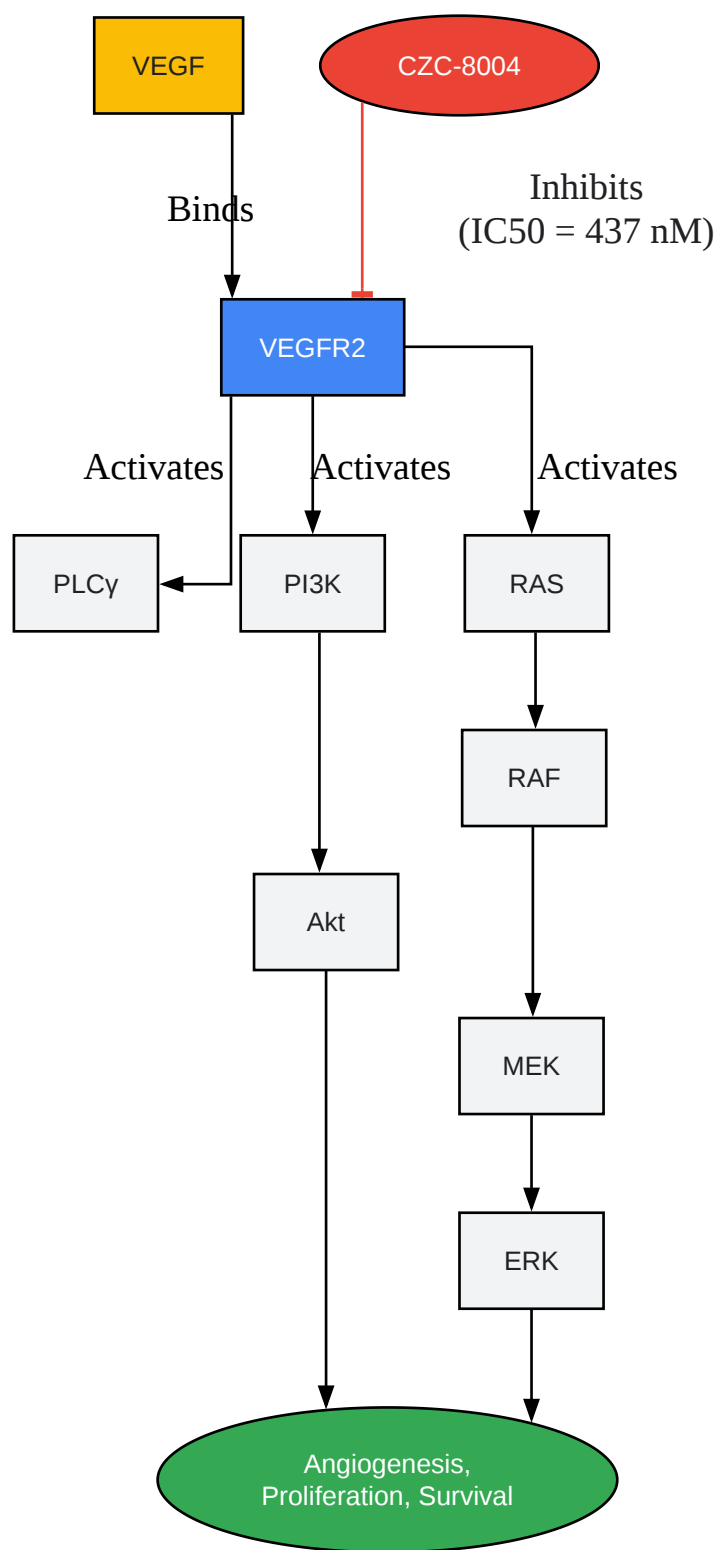 VEGF
CZC-8004
Binds
Inhibits
(IC50 = 437 nM)
VEGFR2
Activates
Activates
Activates
PLCγ
PI3K
RAS
RAF
Akt
MEK
ERK
Angiogenesis,
Proliferation, Survival